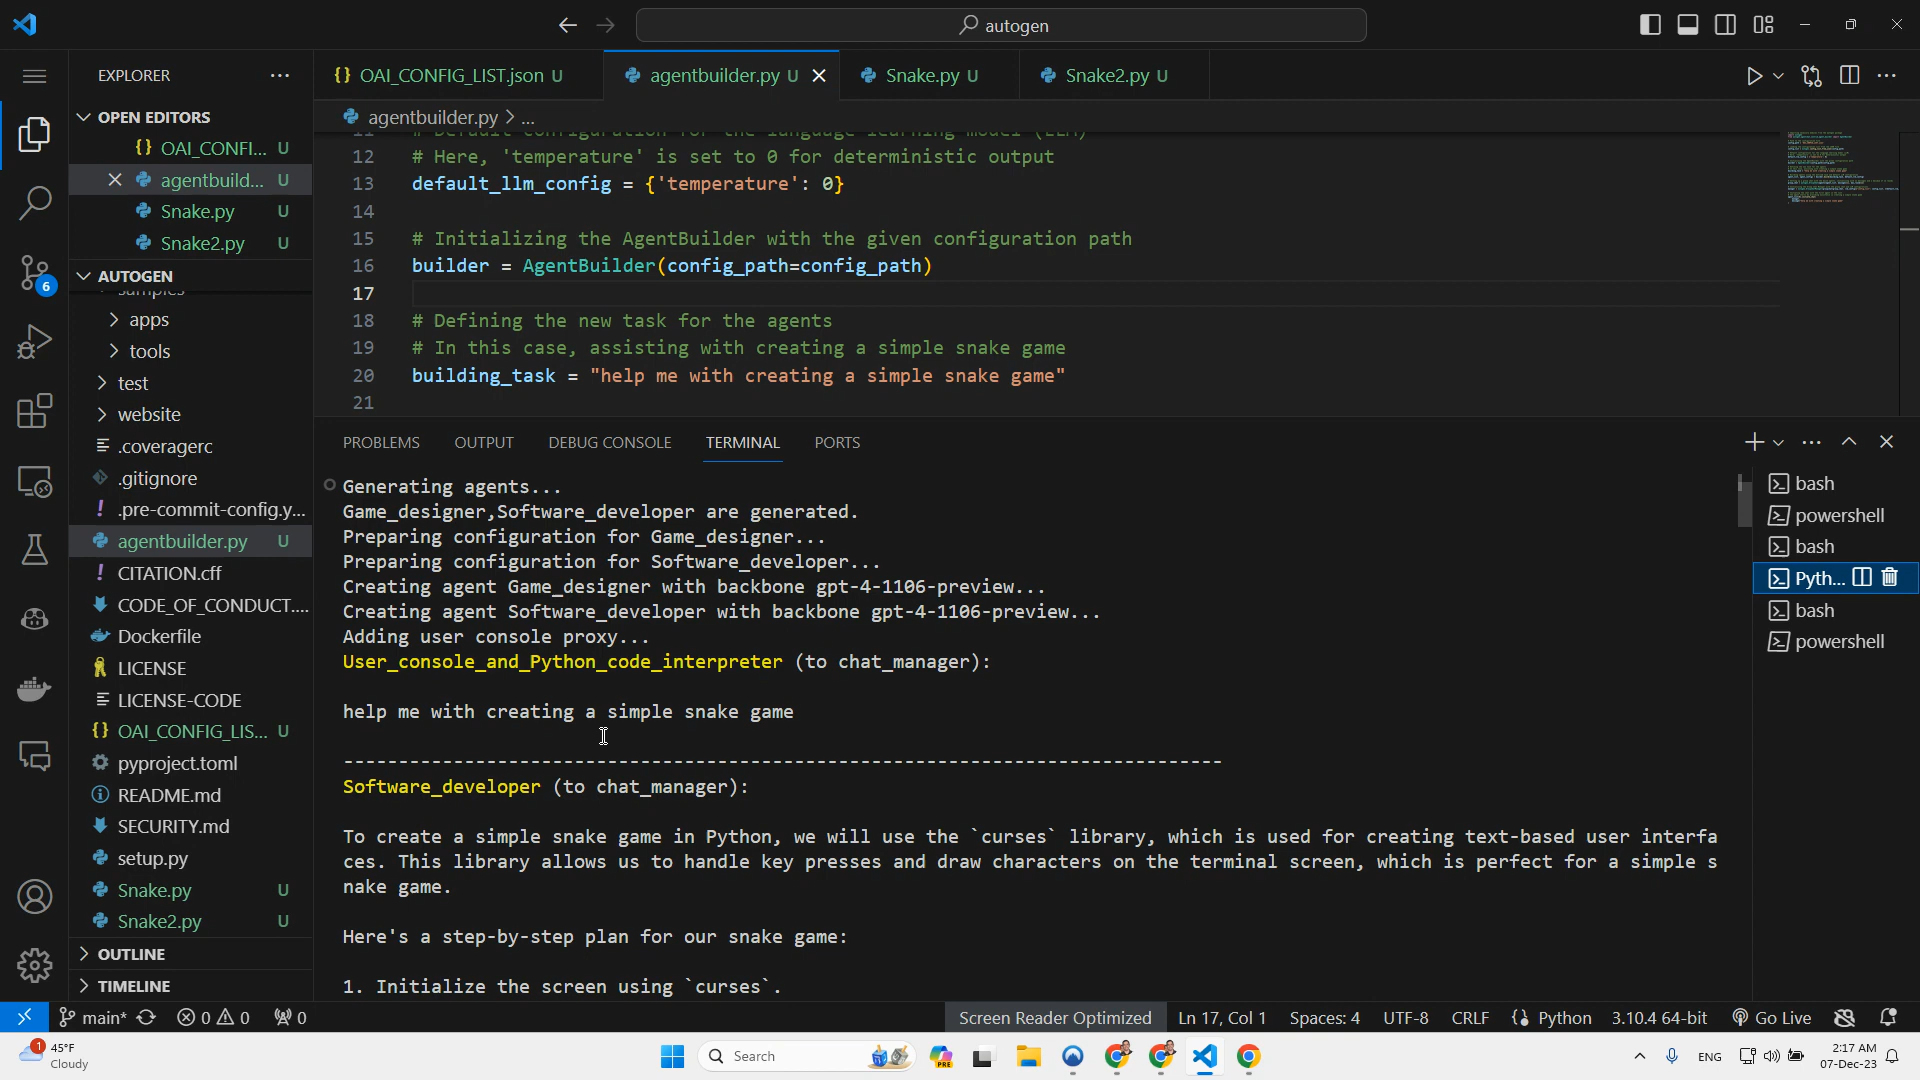 autogen
EXPLORER
OAI_CONFIG_LIST.json U
agentbuilder.py U
Snake.py U
Snake2.py U
OPEN EDITORS
OAI_CONFI... U
agentbuild... U
Snake.py U
Snake2.py U
AUTOGEN
samples
apps
tools
test
website
.coveragerc
.gitignore
.pre-commit-config.y...
agentbuilder.py U
CITATION.cff
CODE_OF_CONDUCT....
Dockerfile
LICENSE
LICENSE-CODE
OAI_CONFIG_LIS... U
pyproject.toml
README.md
SECURITY.md
setup.py
Snake.py U
Snake2.py U
OUTLINE
TIMELINE
6
agentbuilder.py > ...
11 # Default configuration for the language learning model (LLM)
12 # Here, 'temperature' is set to 0 for deterministic output
13 default_llm_config = {'temperature': 0}
14
15 # Initializing the AgentBuilder with the given configuration path
16 builder = AgentBuilder(config_path=config_path)
17
18 # Defining the new task for the agents
19 # In this case, assisting with creating a simple snake game
20 building_task = "help me with creating a simple snake game"
21
PROBLEMS OUTPUT DEBUG CONSOLE TERMINAL PORTS
Generating agents...
Game_designer,Software_developer are generated.
Preparing configuration for Game_designer...
Preparing configuration for Software_developer...
Creating agent Game_designer with backbone gpt-4-1106-preview...
Creating agent Software_developer with backbone gpt-4-1106-preview...
Adding user console proxy...
User_console_and_Python_code_interpreter (to chat_manager):
help me with creating a simple snake game
--------------------------------------------------------------------------------
Software_developer (to chat_manager):
To create a simple snake game in Python, we will use the `curses` library, which is used for creating text-based user interfa
ces. This library allows us to handle key presses and draw characters on the terminal screen, which is perfect for a simple s
nake game.
Here's a step-by-step plan for our snake game:
1. Initialize the screen using `curses`.
bash
powershell
bash
Pyth...
bash
powershell
main* 0 0 0
Screen Reader Optimized Ln 17, Col 1 Spaces: 4 UTF-8 CRLF Python 3.10.4 64-bit Go Live
1
45°F
Cloudy
Search
PRE
ENG
2:17 AM
07-Dec-23